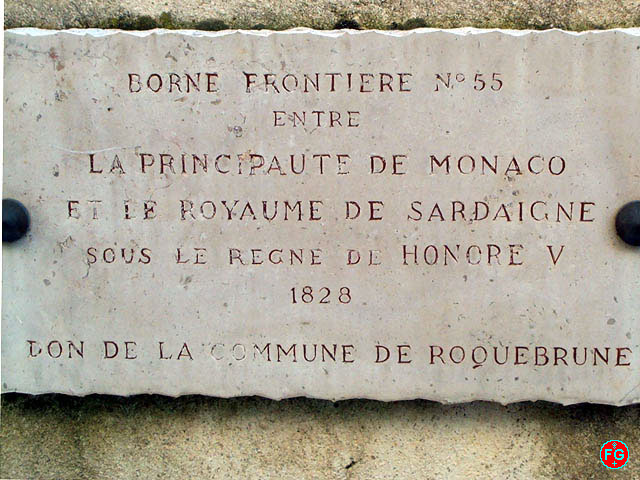 BORNE FRONTIERE N° 55
ENTRE
LA PRINCIPAUTE DE MONACO
ET LE ROYAUME DE SARDAIGNE
SOUS LE REGNE DE HONORE V
1828
DON DE LA COMMUNE DE ROQUEBRUNE
FG